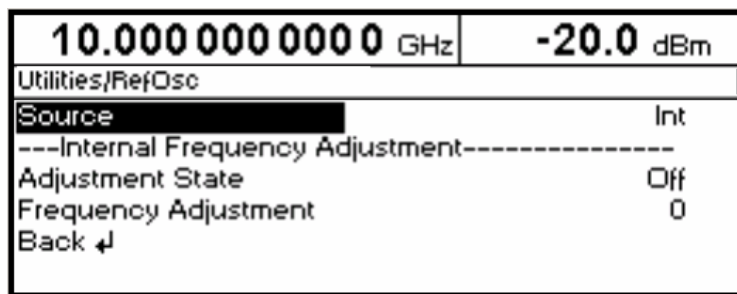 10.000 000 000 0 GHz -20.0 dBm
Utilities/RefOsc
Source Int
---Internal Frequency Adjustment---------------
Adjustment State Off
Frequency Adjustment 0
Back ↲